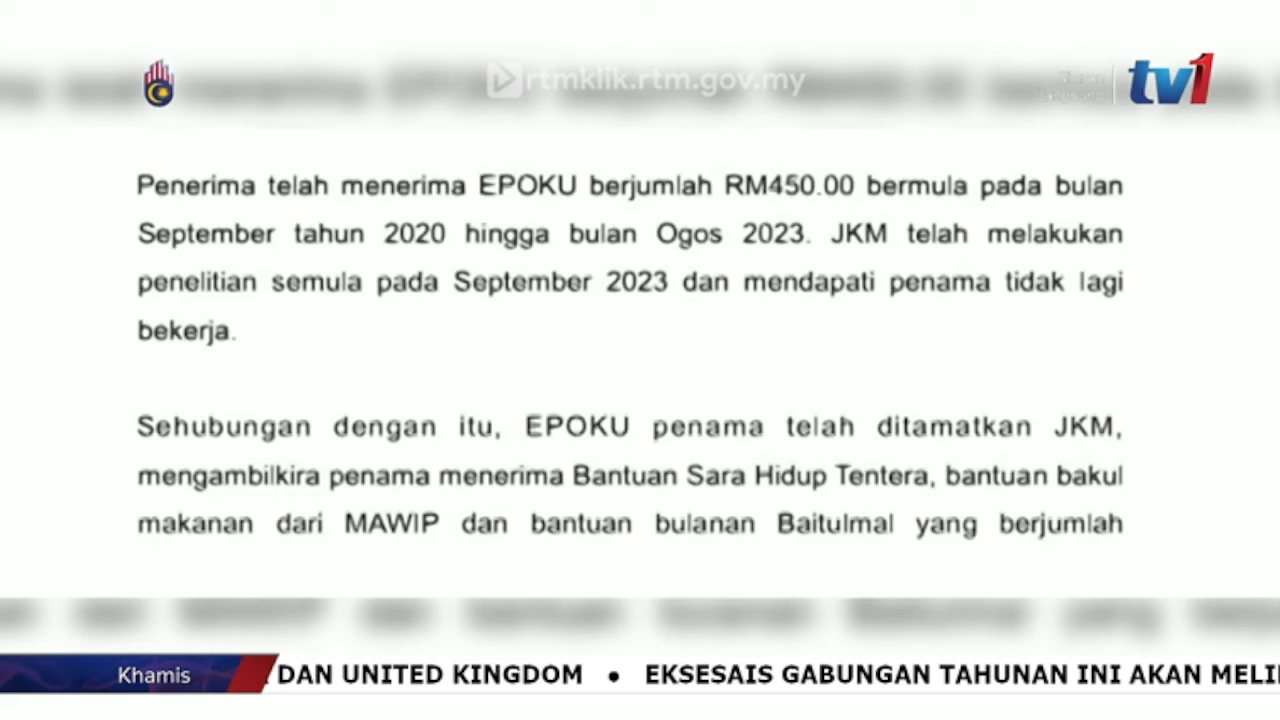 rtmklik.rtm.gov.my
tv1
Penerima telah menerima EPOKU berjumlah RM450.00 bermula pada bulan
September tahun 2020 hingga bulan Ogos 2023. JKM telah melakukan
penelitian semula pada September 2023 dan mendapati penama tidak lagi
bekerja.
Sehubungan dengan itu, EPOKU penama telah ditamatkan JKM,
mengambilkira penama menerima Bantuan Sara Hidup Tentera, bantuan bakul
makanan dari MAWIP dan bantuan bulanan Baitulmal yang berjumlah
Khamis
DAN UNITED KINGDOM • EKSESAIS GABUNGAN TAHUNAN INI AKAN